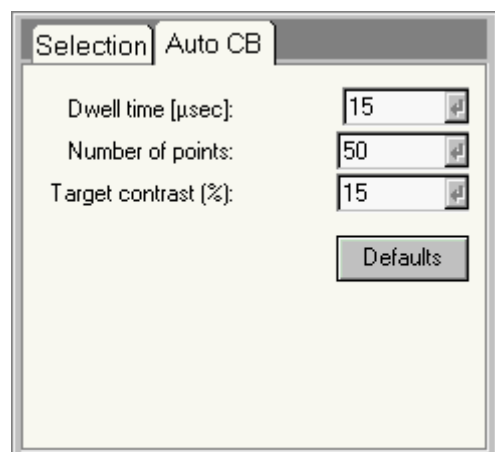 Selection Auto CB
Dwell time [µsec]: 15
Number of points: 50
Target contrast (%): 15
Defaults